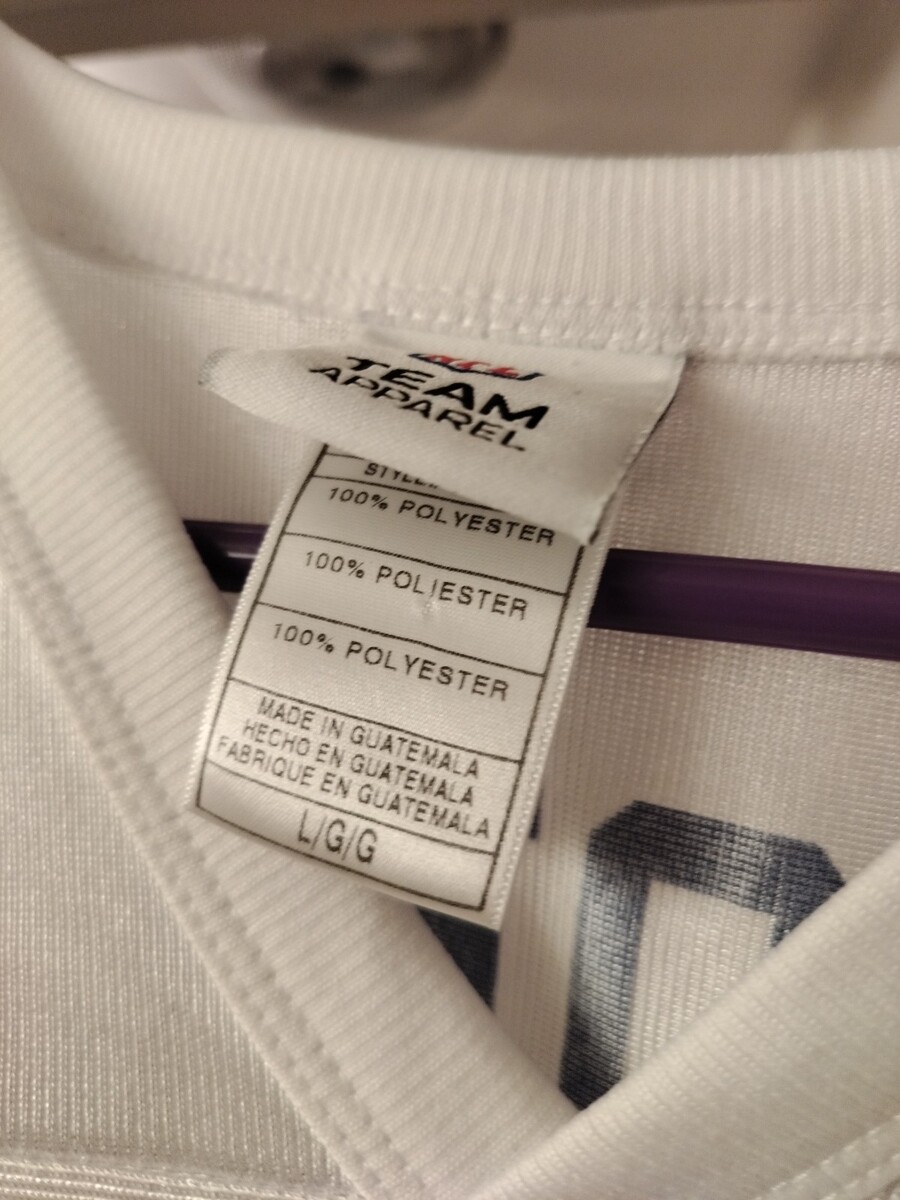 TEAM
APPAREL
100% POLYESTER
100% POLIESTER
100% POLYESTER
MADE IN GUATEMALA
HECHO EN GUATEMALA
FABRIQUE EN GUATEMALA
L/G/G